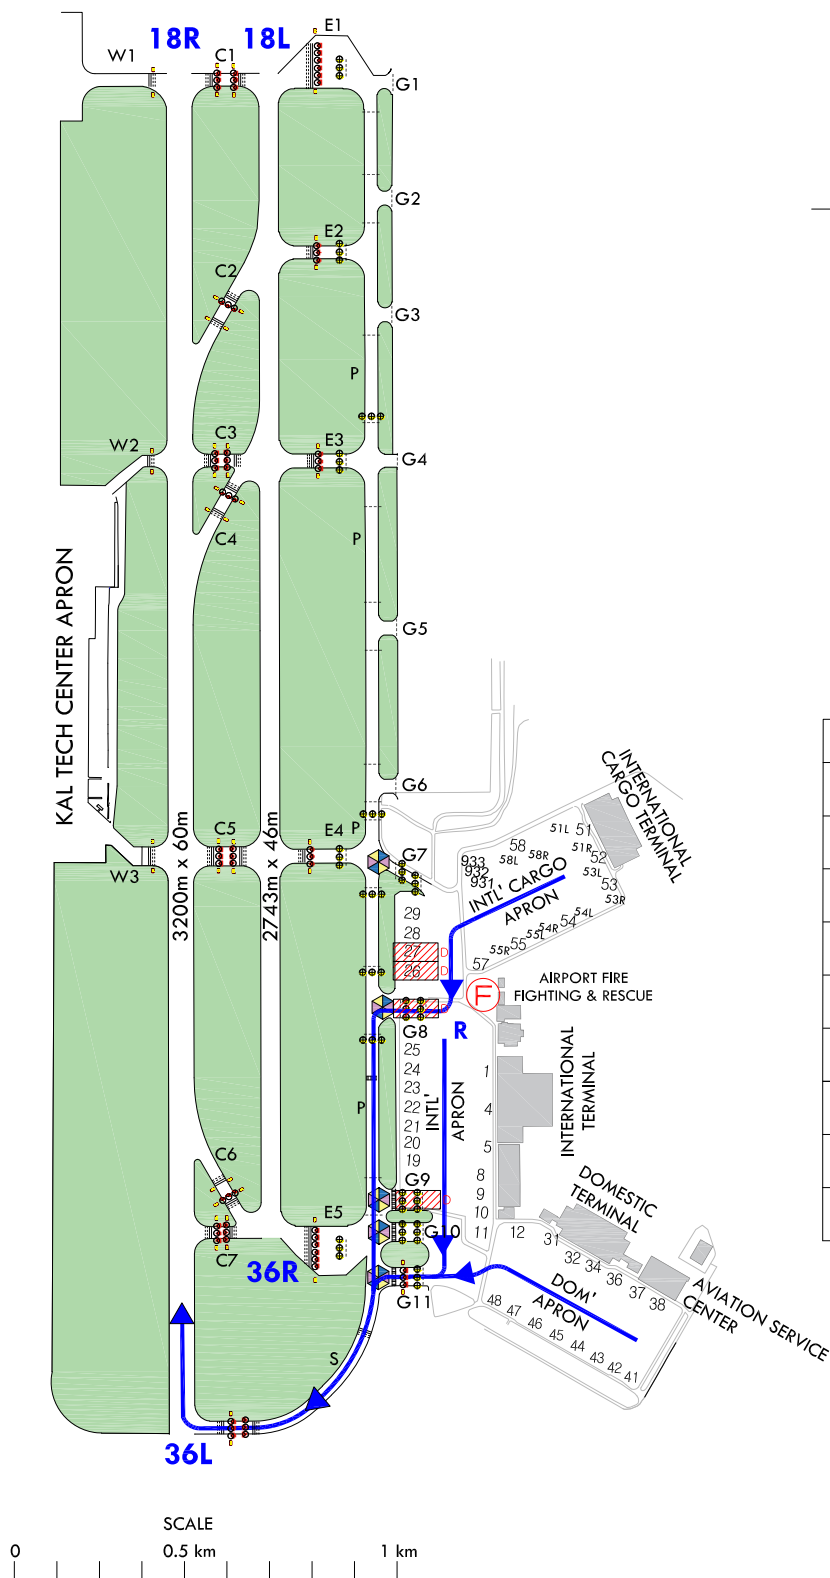 E1
18R 18L
W1
C1
G1
G2
E2
C2
G3
P
C3
E3
W2
G4
C4
P
KAL TECH CENTER APRON
G5
G6
INTERNATIONAL
CARGO TERMINAL
3200m x 60m
2743m x 46m
C5
E4
P
W3
G7
51L
51
58
51R
933
58L
58R
52
932
53L
931
53
INTL' CARGO
APRON
53R
54L
54
54R
55L
55
55R
57
29
28
27
26
AIRPORT FIRE
FIGHTING & RESCUE
F
G8
R
25
24
23
22
21
20
19
P
INTL'
APRON
1
4
5
8
9
10
11
INTERNATIONAL
TERMINAL
C6
G9
E5
G10
DOMESTIC
TERMINAL
12
31
32
34
36
37
38
C7
36R
G11
DOM'
APRON
AVIATION SERVICE
CENTER
48
47
46
45
44
43
42
41
S
36L
SCALE
0
0.5 km
1 km